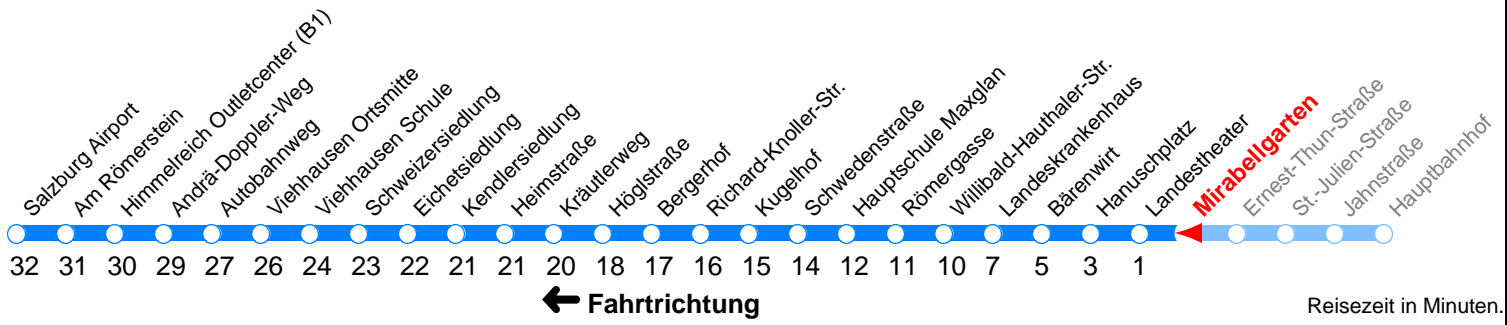 Salzburg Airport
Am Römerstein
Himmelreich Outletcenter (B1)
Andrä-Doppler-Weg
Autobahnweg
Viehhausen Ortsmitte
Viehhausen Schule
Schweizersiedlung
Eichetsiedlung
Kendlersiedlung
Heimstraße
Kräutlerweg
Höglstraße
Bergerhof
Richard-Knoller-Str.
Kugelhof
Schwedenstraße
Hauptschule Maxglan
Römergasse
Willibald-Hauthaler-Str.
Landeskrankenhaus
Bärenwirt
Hanuschplatz
Landestheater
Mirabellgarten
Ernest-Thun-Straße
St.-Julien-Straße
Jahnstraße
Hauptbahnhof
32 31 30 29 27 26 24 23 22 21 21 20 18 17 16 15 14 12 11 10 7 5 3 1
Fahrtrichtung
Reisezeit in Minuten.